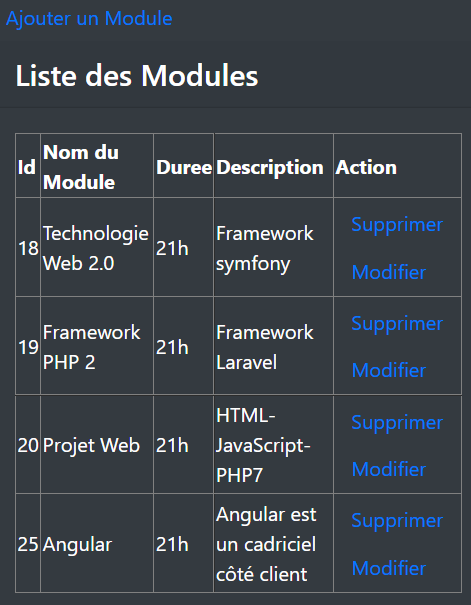 Ajouter un Module
Liste des Modules
Id Nom du Module Duree Description Action
18 Technologie Web 2.0 21h Framework symfony Supprimer Modifier
19 Framework PHP 2 21h Framework Laravel Supprimer Modifier
20 Projet Web 21h HTML-JavaScript-PHP7 Supprimer Modifier
25 Angular 21h Angular est un cadriciel côté client Supprimer Modifier